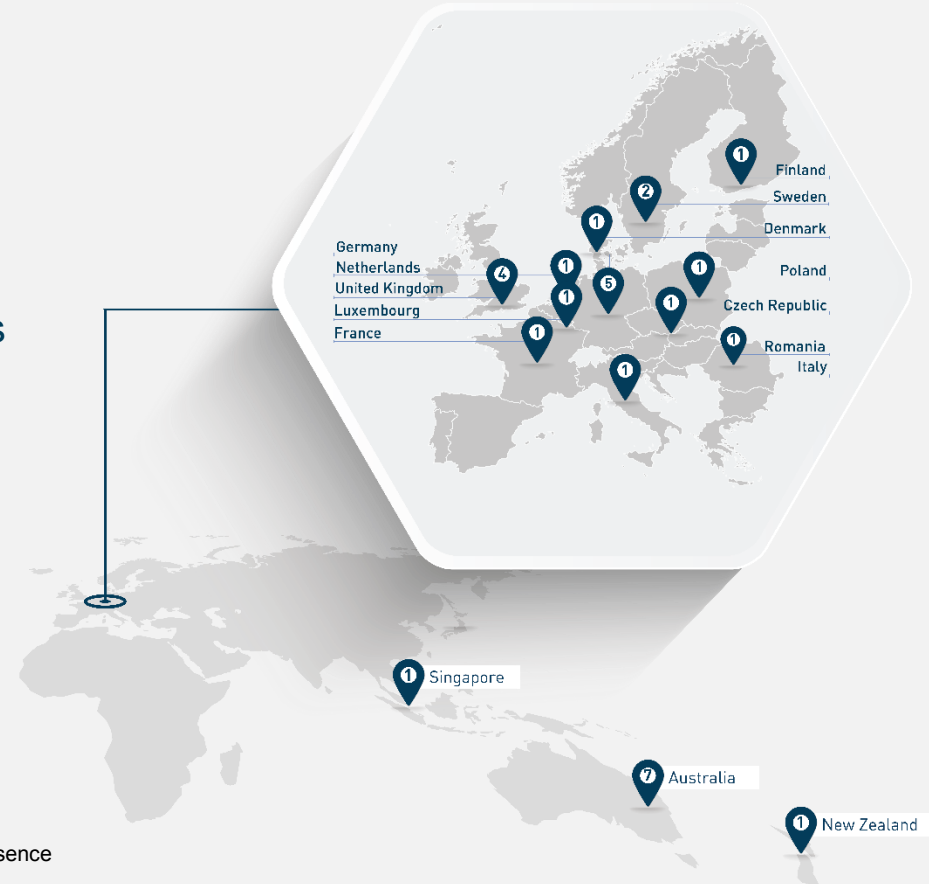 1
Finland
2
Sweden
1
Denmark
Germany
Netherlands
4
1
5
1
Poland
United Kingdom
1
1
Czech Republic
Luxembourg
France
1
1
Romania
1
Italy
1
Singapore
7
Australia
1
New Zealand